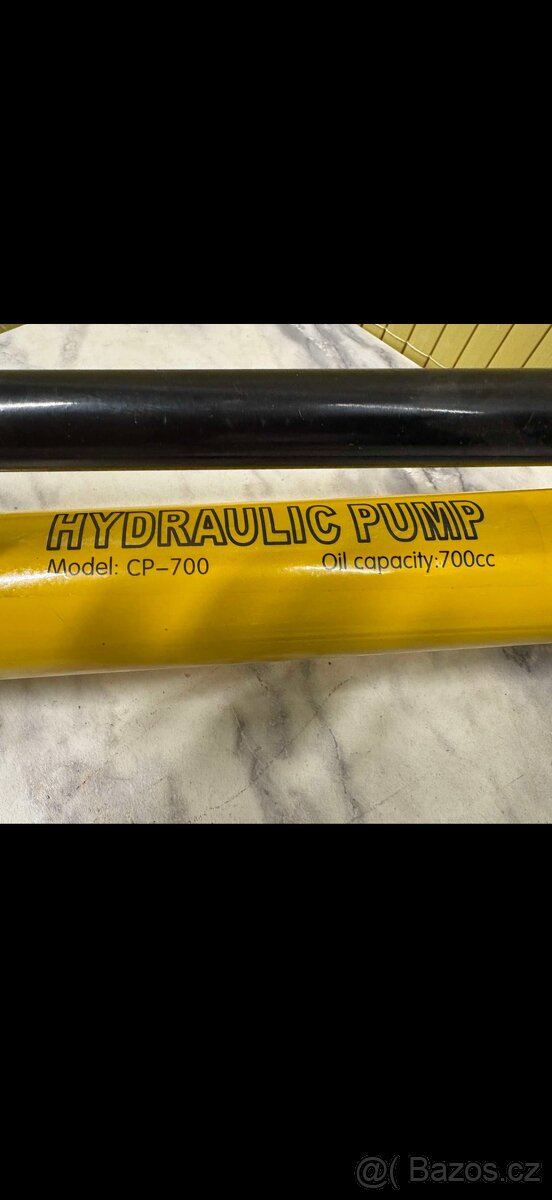 HYDRAULIC PUMP
Model: CP-700 Oil capacity:700cc
@( Bazos.cz